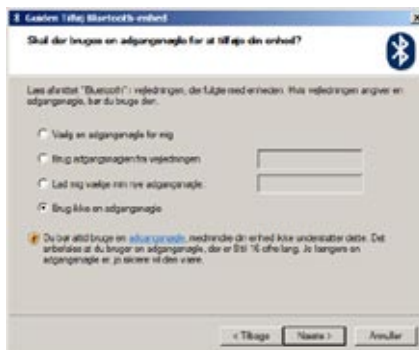 Guiden Tilføj Bluetooth-enhed
Skal der bruges en adgangsnøgle for at tilføje din enhed?
Læs afsnittet "Bluetooth" i vejledningen, der fulgte med enheden. Hvis vejledningen angiver en
adgangsnøgle, bør du bruge den.
Vælg en adgangsnøgle for mig
Brug adgangsnøglen fra vejledningen:
Lad mig vælge min nye adgangsnøgle:
Brug ikke en adgangsnøgle
Du bør altid bruge en adgangsnøgle, medmindre din enhed ikke understøtter dette. Det
anbefales at du bruger en adgangsnøgle, der er 8 til 16 cifre lang. Jo længere en
adgangsnøgle er, jo sikrere vil den være.
< Tilbage
Næste >
Annuller